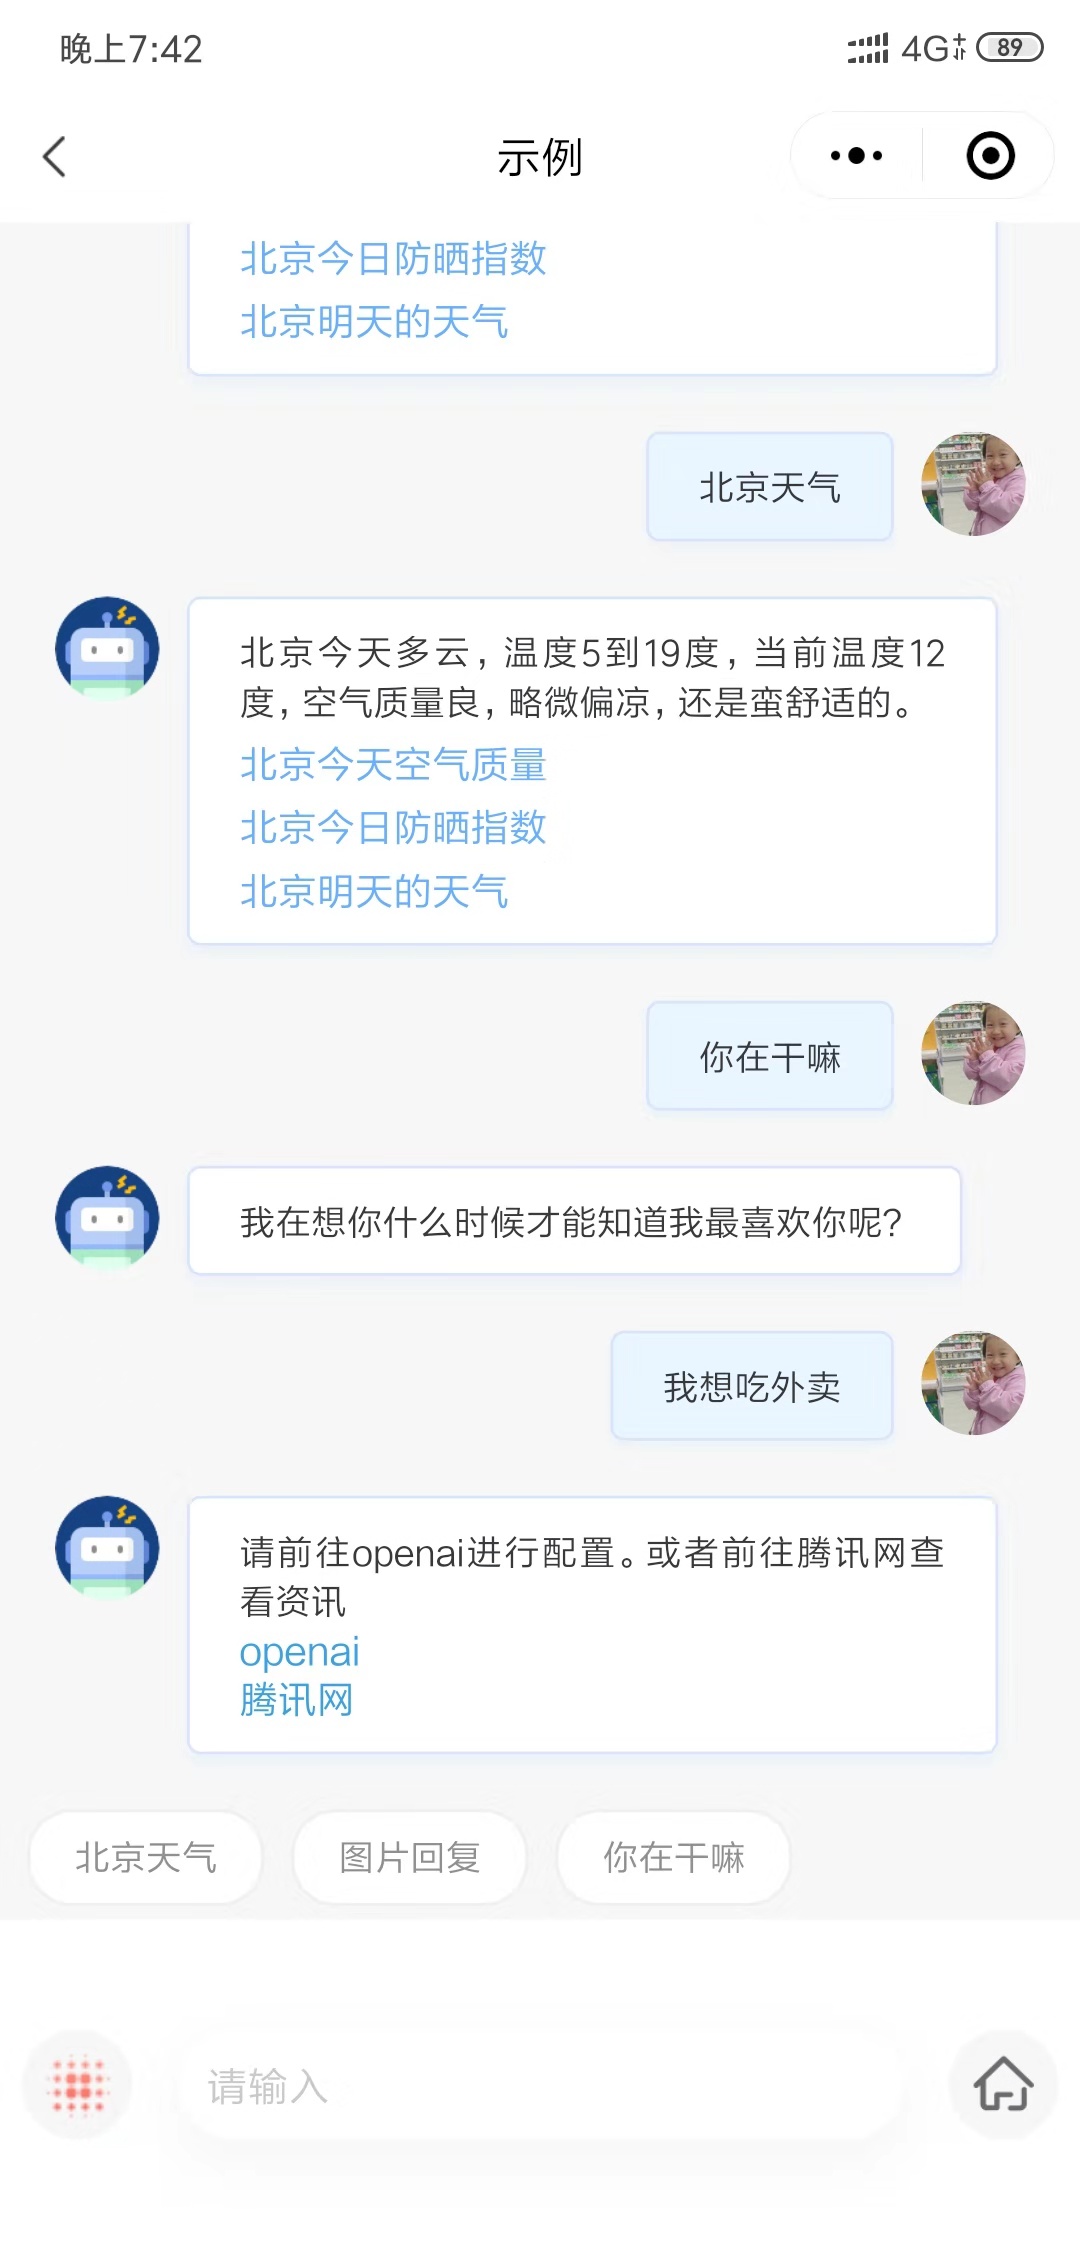 晚上7:42
4G
89
示例
北京今日防晒指数
北京明天的天气
北京天气
北京今天多云，温度5到19度，当前温度12
度，空气质量良，略微偏凉，还是蛮舒适的。
北京今天空气质量
北京今日防晒指数
北京明天的天气
你在干嘛
我在想你什么时候才能知道我最喜欢你呢?
我想吃外卖
请前往openai进行配置。或者前往腾讯网查
看资讯
openai
腾讯网
北京天气
图片回复
你在干嘛
请输入